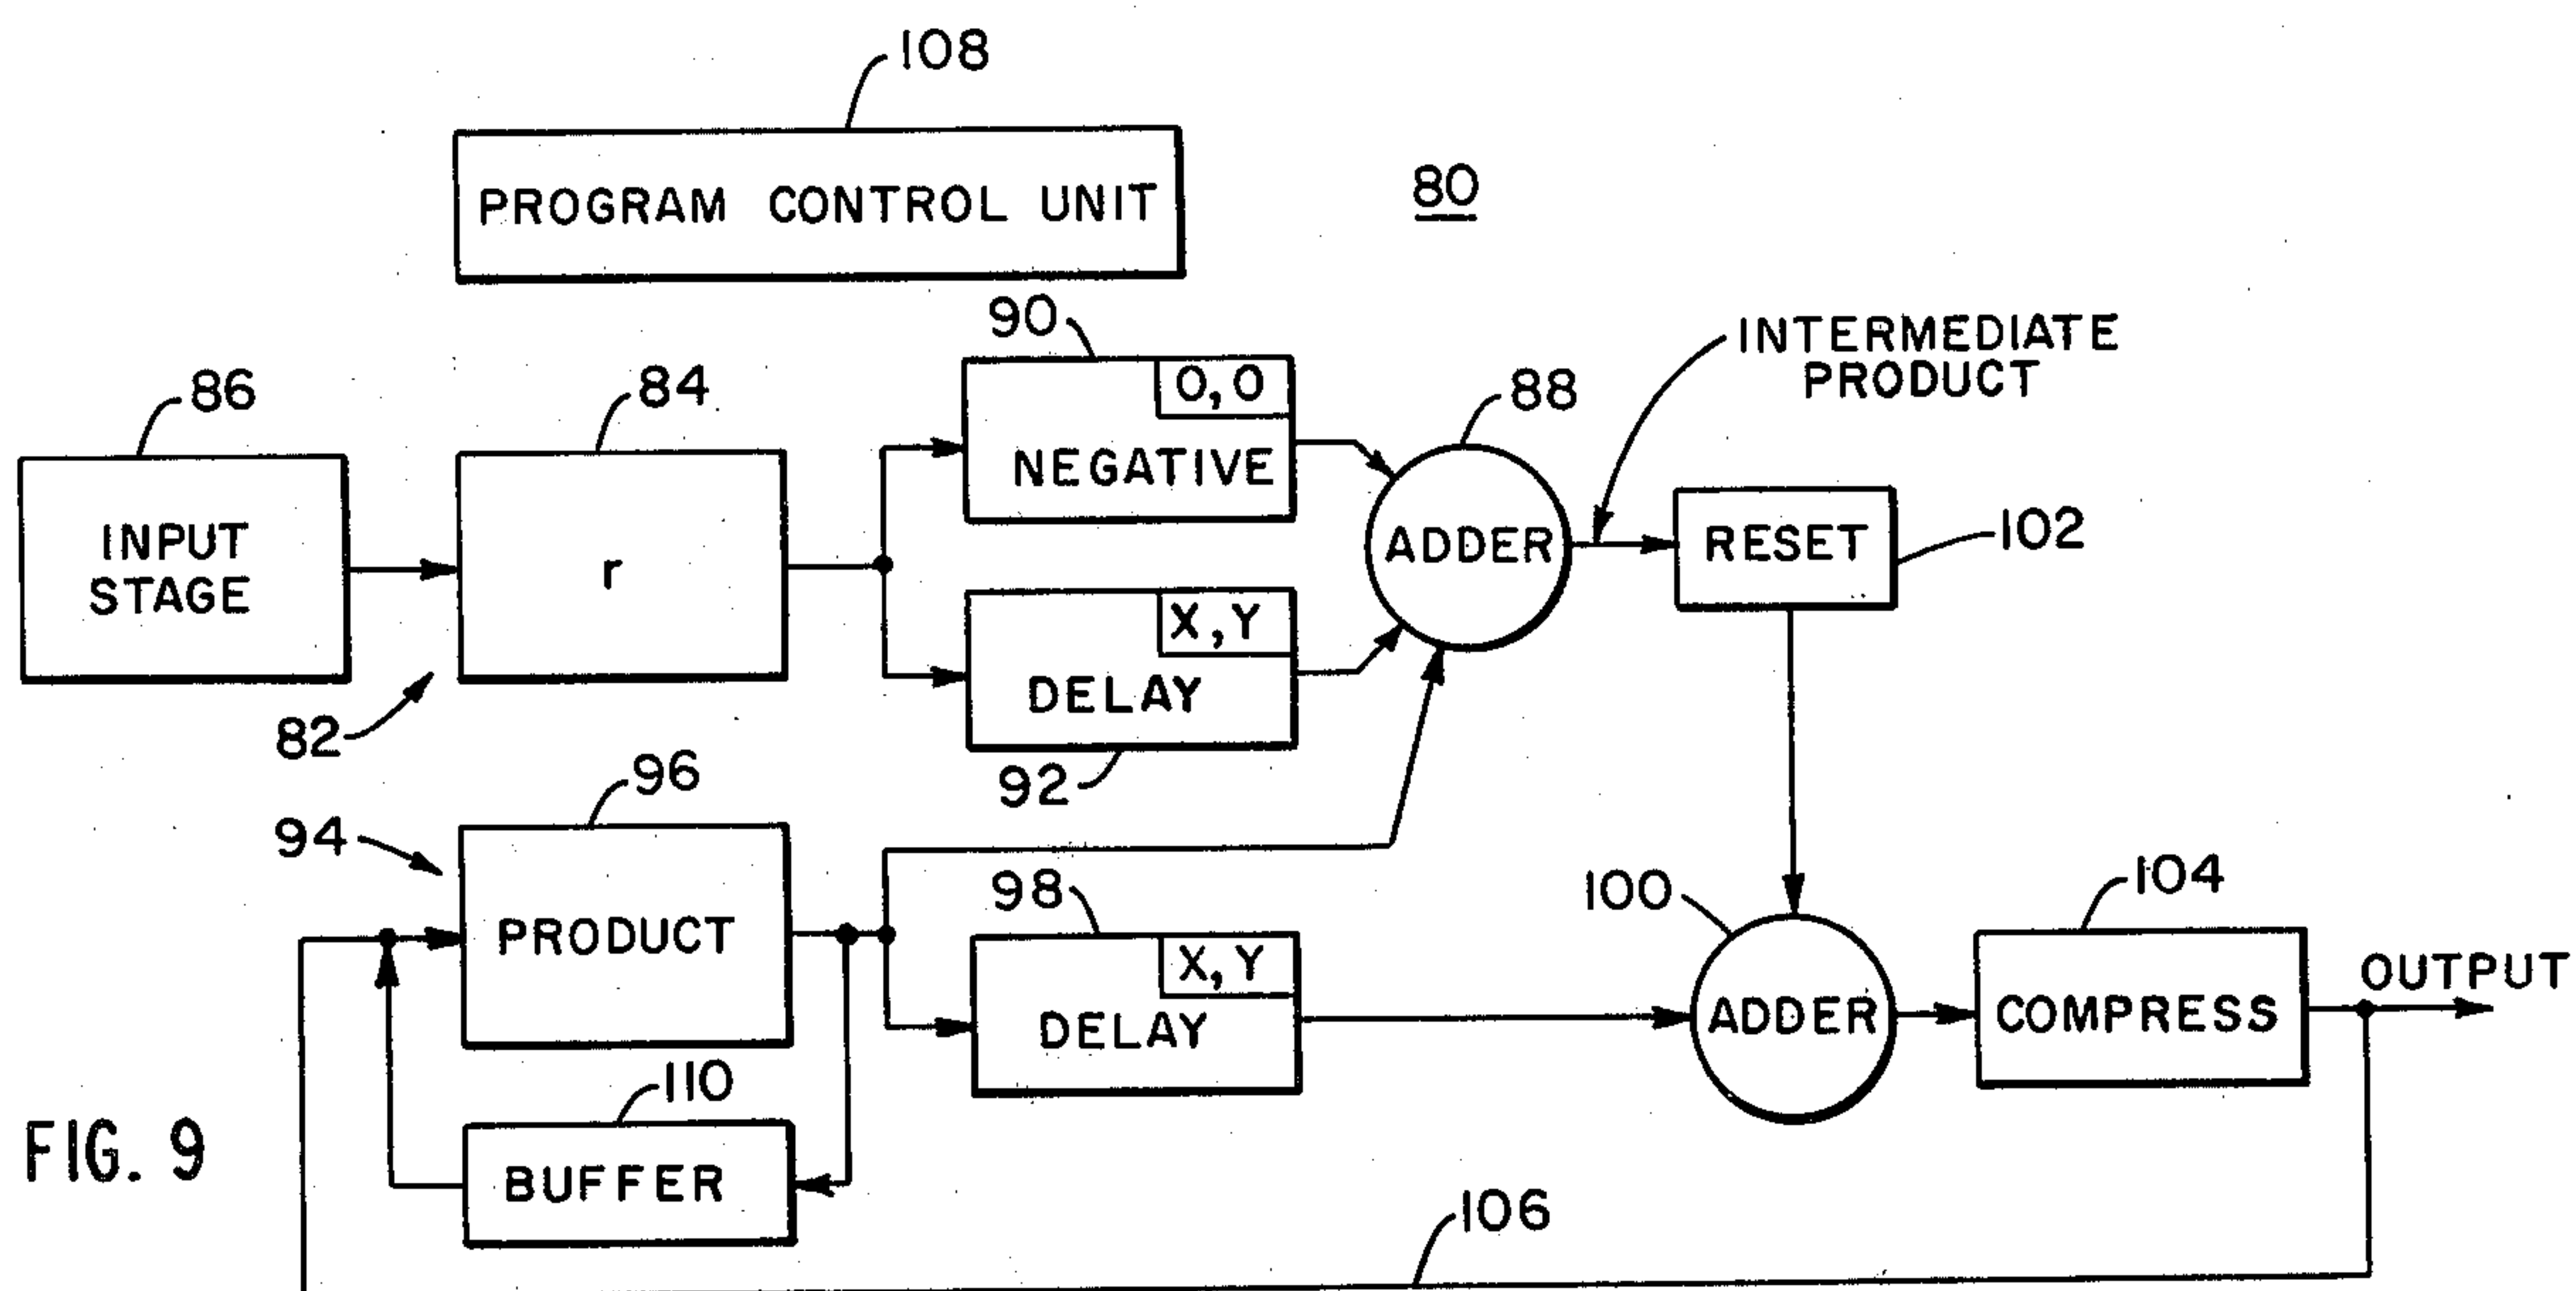 108
PROGRAM CONTROL UNIT
80
90
INTERMEDIATE
PRODUCT
86
84
0,0
88
NEGATIVE
INPUT
STAGE
r
ADDER
RESET
102
X,Y
DELAY
82
92
96
94
98
100
104
PRODUCT
X,Y
DELAY
ADDER
COMPRESS
OUTPUT
110
BUFFER
FIG. 9
106